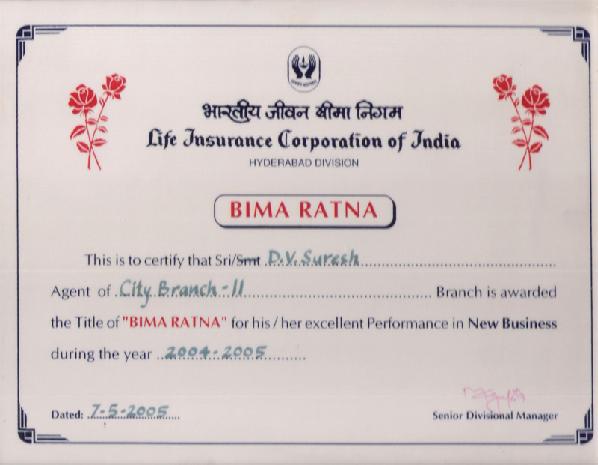 भारतीय जीवन बीमा निगम
Life Insurance Corporation of India
HYDERABAD DIVISION
BIMA RATNA
This is to certify that Sri/Smt D.V. Suresh
Agent of City Branch-11 Branch is awarded
the Title of "BIMA RATNA" for his / her excellent Performance in New Business
during the year 2004-2005
Dated: 7-5-2005 Senior Divisional Manager